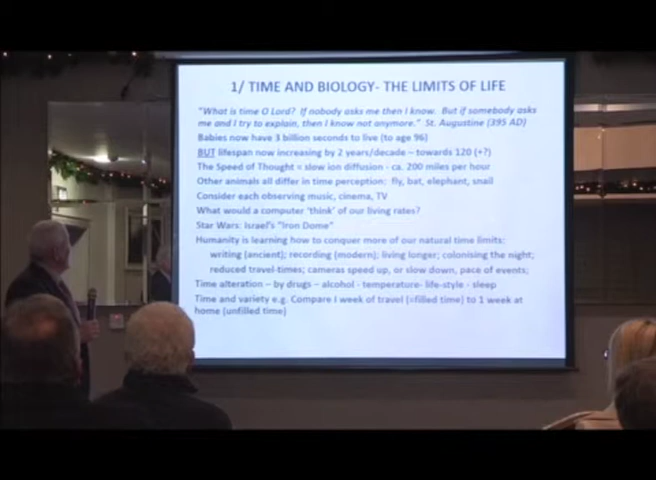 1/ TIME AND BIOLOGY- THE LIMITS OF LIFE
"What is time O Lord? If nobody asks me then I know. But if somebody asks
me and I try to explain, then I know not anymore." St. Augustine (395 AD)
Babies now have 3 billion seconds to live (to age 96)
BUT lifespan now increasing by 2 years/decade – towards 120 (+?)
The Speed of Thought = slow ion diffusion - ca. 200 miles per hour
Other animals all differ in time perception: fly, bat, elephant, snail
Consider each observing music, cinema, TV
What would a computer 'think' of our living rates?
Star Wars: Israel's "Iron Dome"
Humanity is learning how to conquer more of our natural time limits:
writing (ancient); recording (modern); living longer; colonising the night;
reduced travel-times; cameras speed up, or slow down, pace of events;
Time alteration – by drugs – alcohol - temperature- life-style - sleep
Time and variety e.g. Compare 1 week of travel (=filled time) to 1 week at
home (unfilled time)